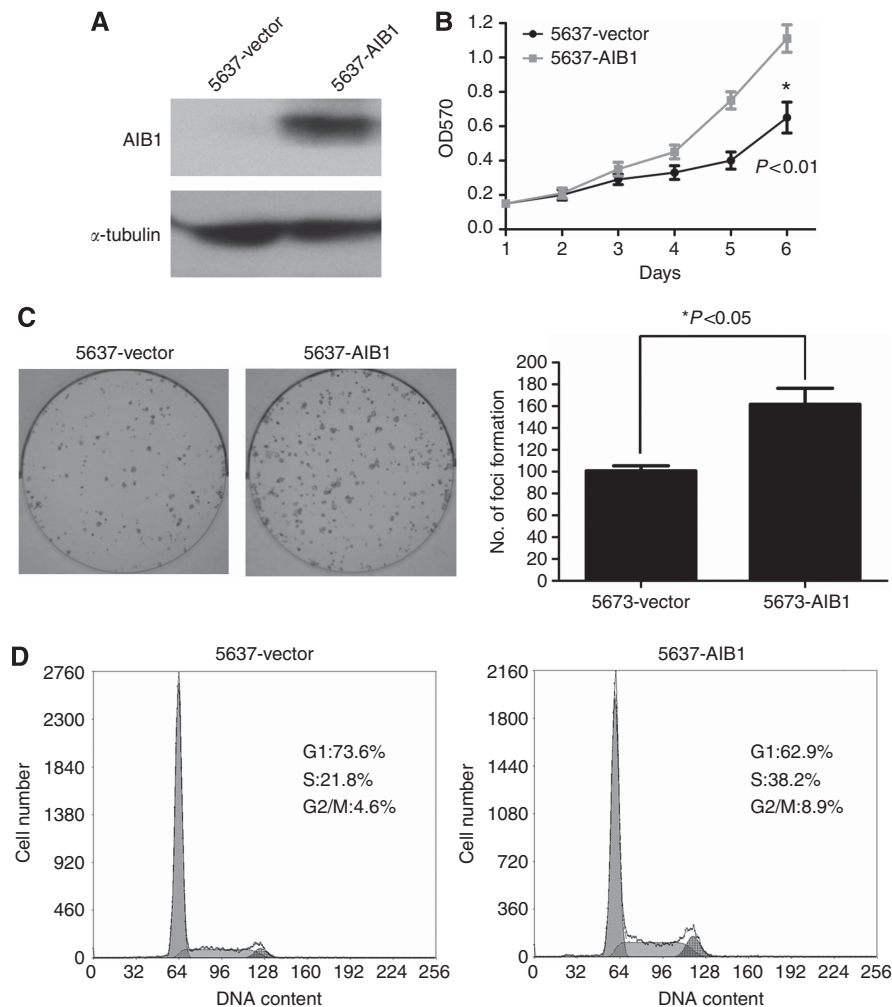 A
5637-vector
5637-AIB1
AIB1
α-tubulin
B
1.2
1.0
0.8
0.6
0.4
0.2
0.0
OD570
5637-vector
5637-AIB1
*
P<0.01
1 2 3 4 5 6
Days
C
5637-vector
5637-AIB1
*P<0.05
200
180
160
140
120
100
80
60
40
20
0
No. of foci formation
5673-vector
5673-AIB1
D
5637-vector
2760
2300
1840
1380
920
460
0
Cell number
G1:73.6%
S:21.8%
G2/M:4.6%
0 32 64 96 128 160 192 224 256
DNA content
5637-AIB1
2160
1800
1440
1080
720
360
0
Cell number
G1:62.9%
S:38.2%
G2/M:8.9%
0 32 64 96 128 160 192 224 256
DNA content